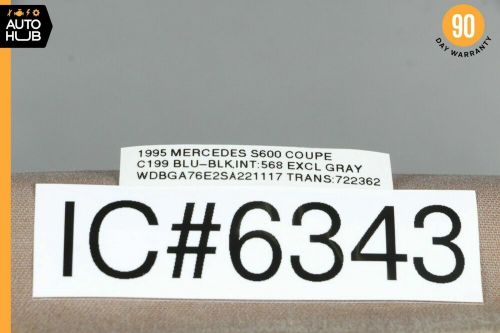 AUTO
HUB
90
DAY WARRANTY
1995 MERCEDES S600 COUPE
C199 BLU-BLK,INT:568 EXCL GRAY
WDBGA76E2SA221117 TRANS:722362
IC#6343